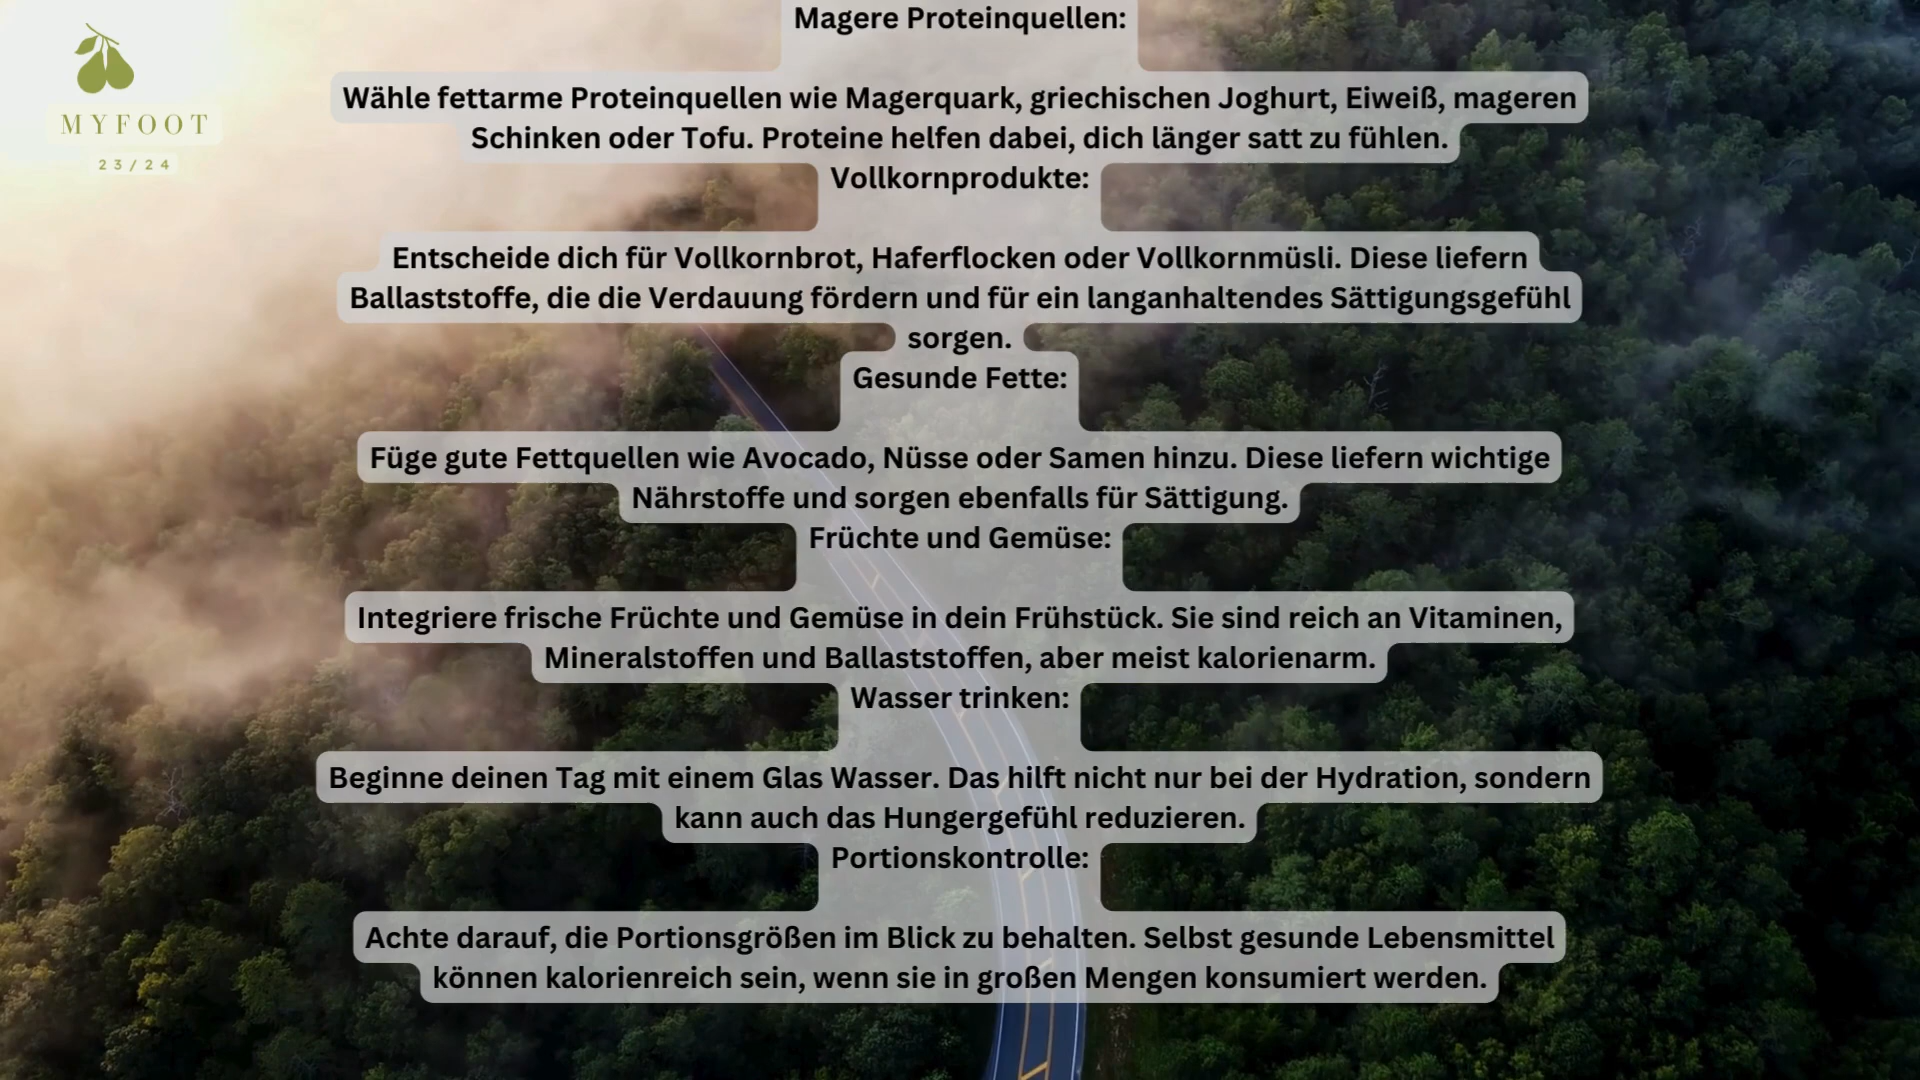 MYFOOT
23/24
Magere Proteinquellen:
Wähle fettarme Proteinquellen wie Magerquark, griechischen Joghurt, Eiweiß, mageren
Schinken oder Tofu. Proteine helfen dabei, dich länger satt zu fühlen.
Vollkornprodukte:
Entscheide dich für Vollkornbrot, Haferflocken oder Vollkornmüsli. Diese liefern
Ballaststoffe, die die Verdauung fördern und für ein langanhaltendes Sättigungsgefühl
sorgen.
Gesunde Fette:
Füge gute Fettquellen wie Avocado, Nüsse oder Samen hinzu. Diese liefern wichtige
Nährstoffe und sorgen ebenfalls für Sättigung.
Früchte und Gemüse:
Integriere frische Früchte und Gemüse in dein Frühstück. Sie sind reich an Vitaminen,
Mineralstoffen und Ballaststoffen, aber meist kalorienarm.
Wasser trinken:
Beginne deinen Tag mit einem Glas Wasser. Das hilft nicht nur bei der Hydration, sondern
kann auch das Hungergefühl reduzieren.
Portionskontrolle:
Achte darauf, die Portionsgrößen im Blick zu behalten. Selbst gesunde Lebensmittel
können kalorienreich sein, wenn sie in großen Mengen konsumiert werden.